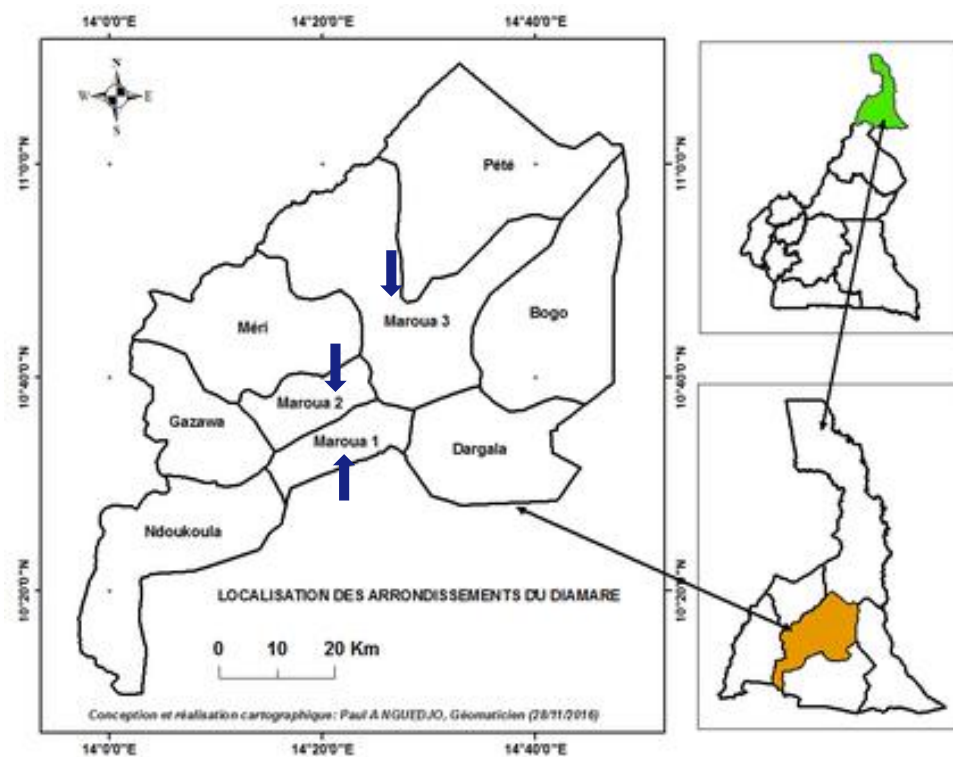 14°0'0"E 14°20'0"E 14°40'0"E
N
W E
S
11°0'0"N 11°0'0"N
Pété
Maroua 3
Bogo
Méri
10°40'0"N 10°40'0"N
Maroua 2
Gazawa
Maroua 1
Dargala
Ndoukoula
10°20'0"N 10°20'0"N
LOCALISATION DES ARRONDISSEMENTS DU DIAMARE
0 10 20 Km
Conception et réalisation cartographique: Paul ANGUEDJO, Géomaticien (28/11/2016)
14°0'0"E 14°20'0"E 14°40'0"E